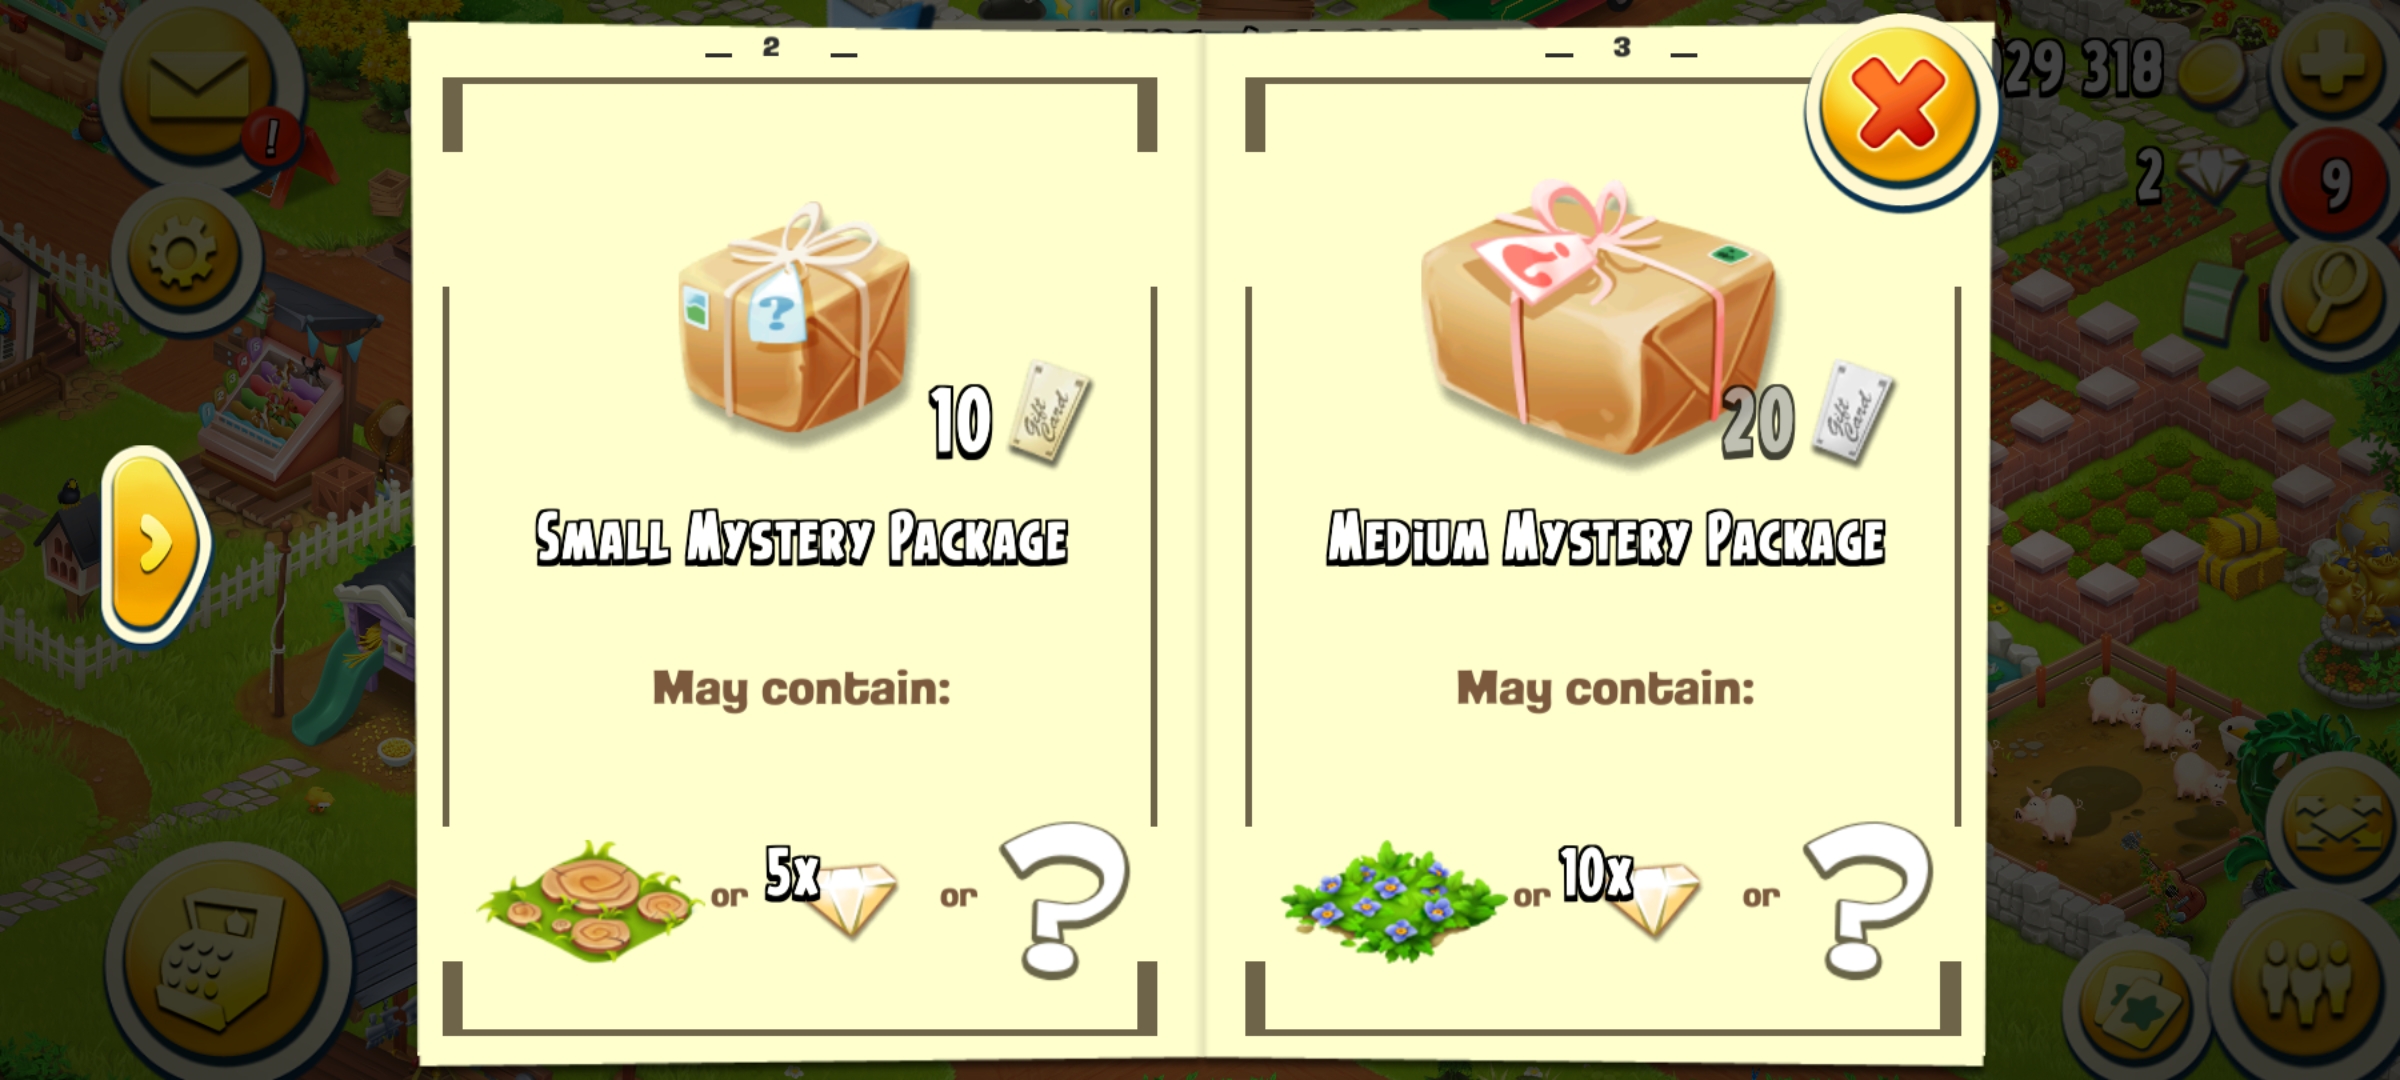 2
3
29 318
2
9
10
Gift Card
20
Gift Card
Small Mystery Package
Medium Mystery Package
May contain:
May contain:
or 5x or ?
or 10x or ?